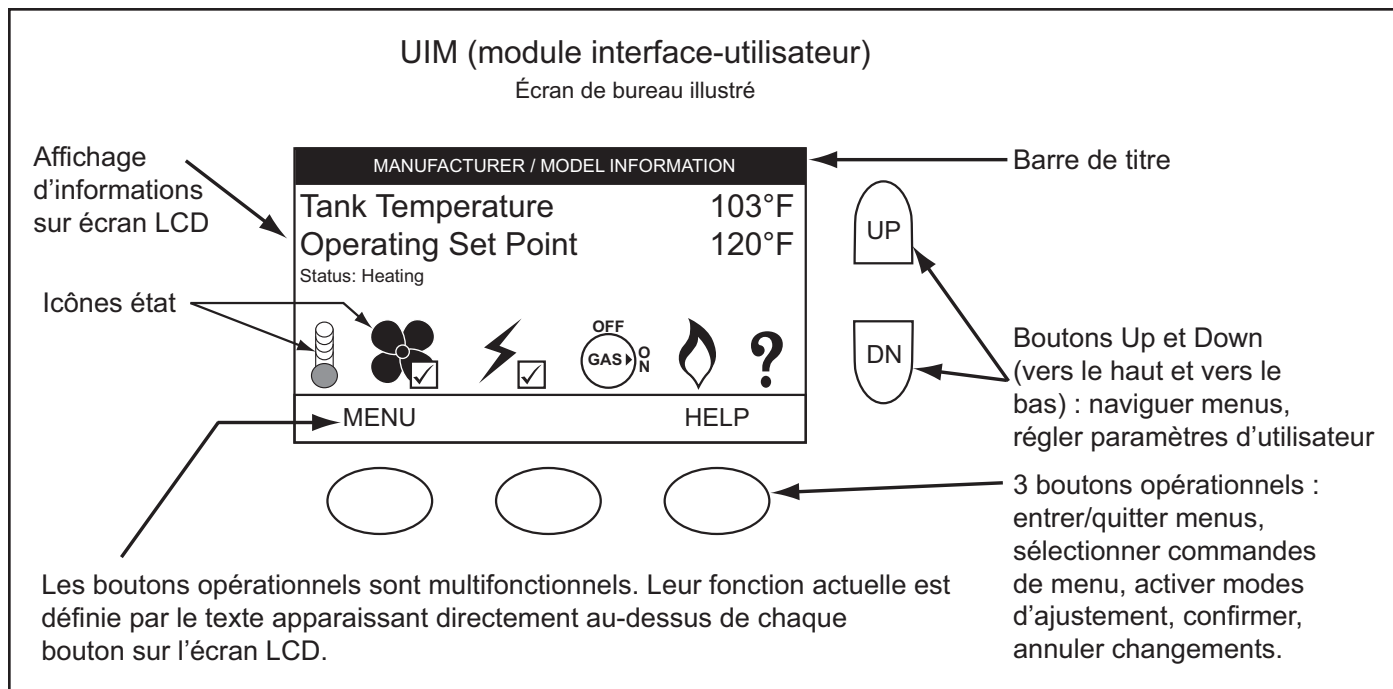 UIM (module interface-utilisateur)
Écran de bureau illustré
Affichage
d’informations
sur écran LCD
Icônes état
MANUFACTURER / MODEL INFORMATION
Tank Temperature 103°F
Operating Set Point 120°F
Status: Heating
OFF
GAS
ON
?
MENU HELP
Barre de titre
UP
DN
Boutons Up et Down
(vers le haut et vers le
bas) : naviguer menus,
régler paramètres d’utilisateur
3 boutons opérationnels :
entrer/quitter menus,
sélectionner commandes
de menu, activer modes
d’ajustement, confirmer,
annuler changements.
Les boutons opérationnels sont multifonctionnels. Leur fonction actuelle est
définie par le texte apparaissant directement au-dessus de chaque
bouton sur l’écran LCD.